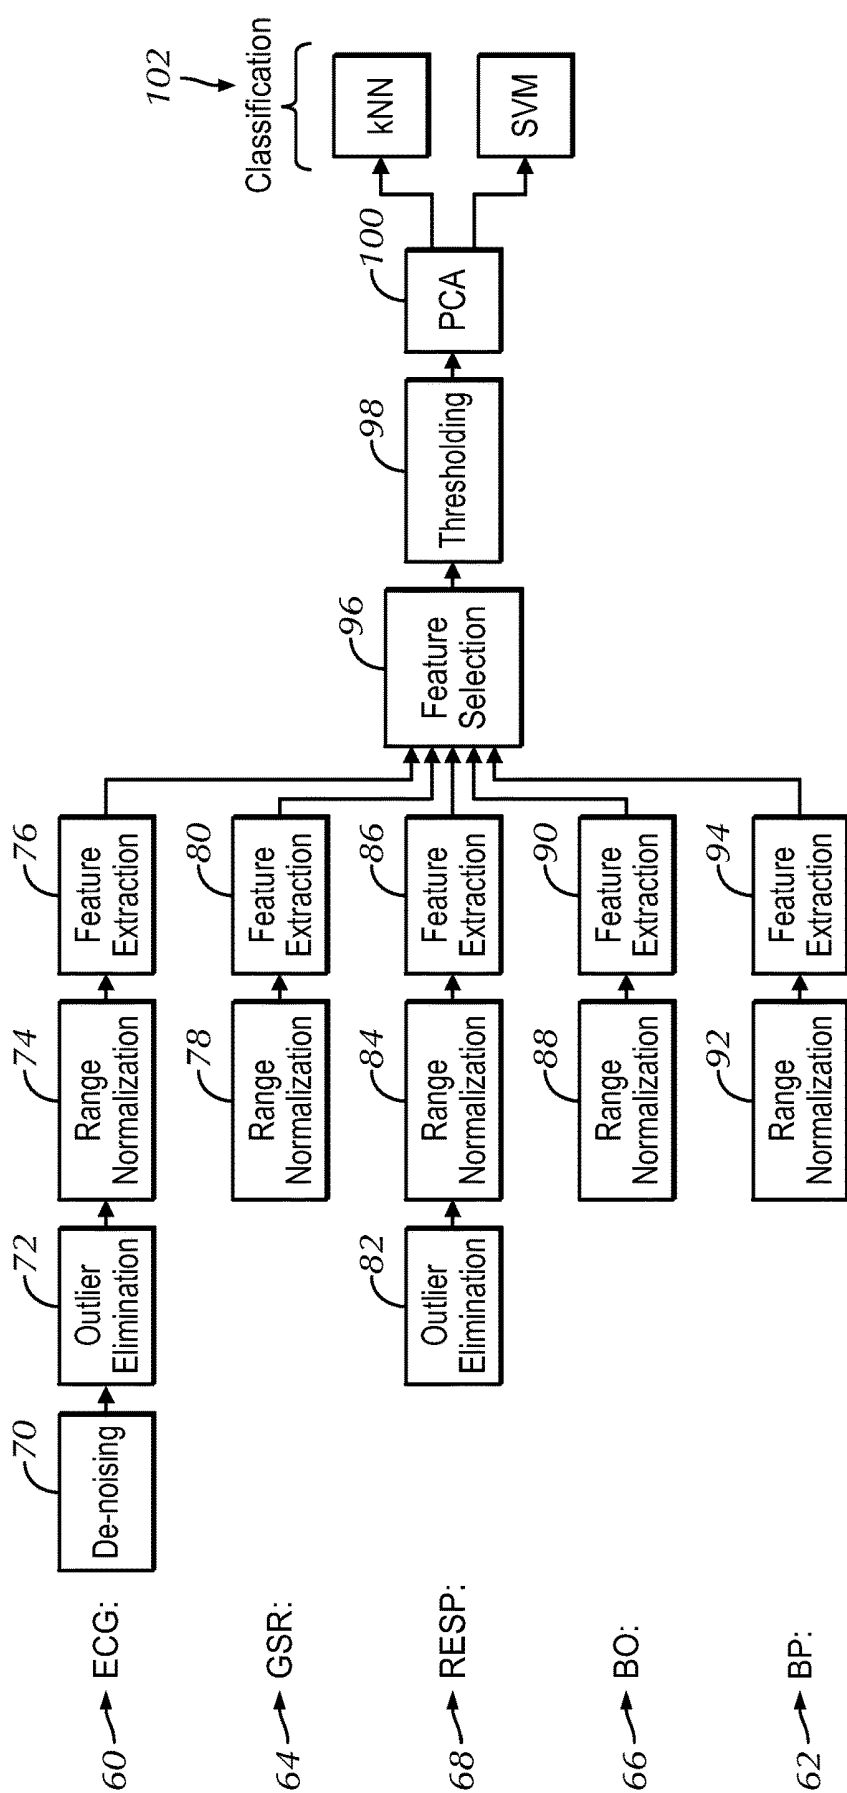 60
ECG:
70
De-noising
72
Outlier
Elimination
74
Range
Normalization
76
Feature
Extraction
64
GSR:
78
Range
Normalization
80
Feature
Extraction
68
RESP:
82
Outlier
Elimination
84
Range
Normalization
86
Feature
Extraction
66
BO:
88
Range
Normalization
90
Feature
Extraction
62
BP:
92
Range
Normalization
94
Feature
Extraction
96
Feature
Selection
98
Thresholding
100
PCA
102
Classification
kNN
SVM